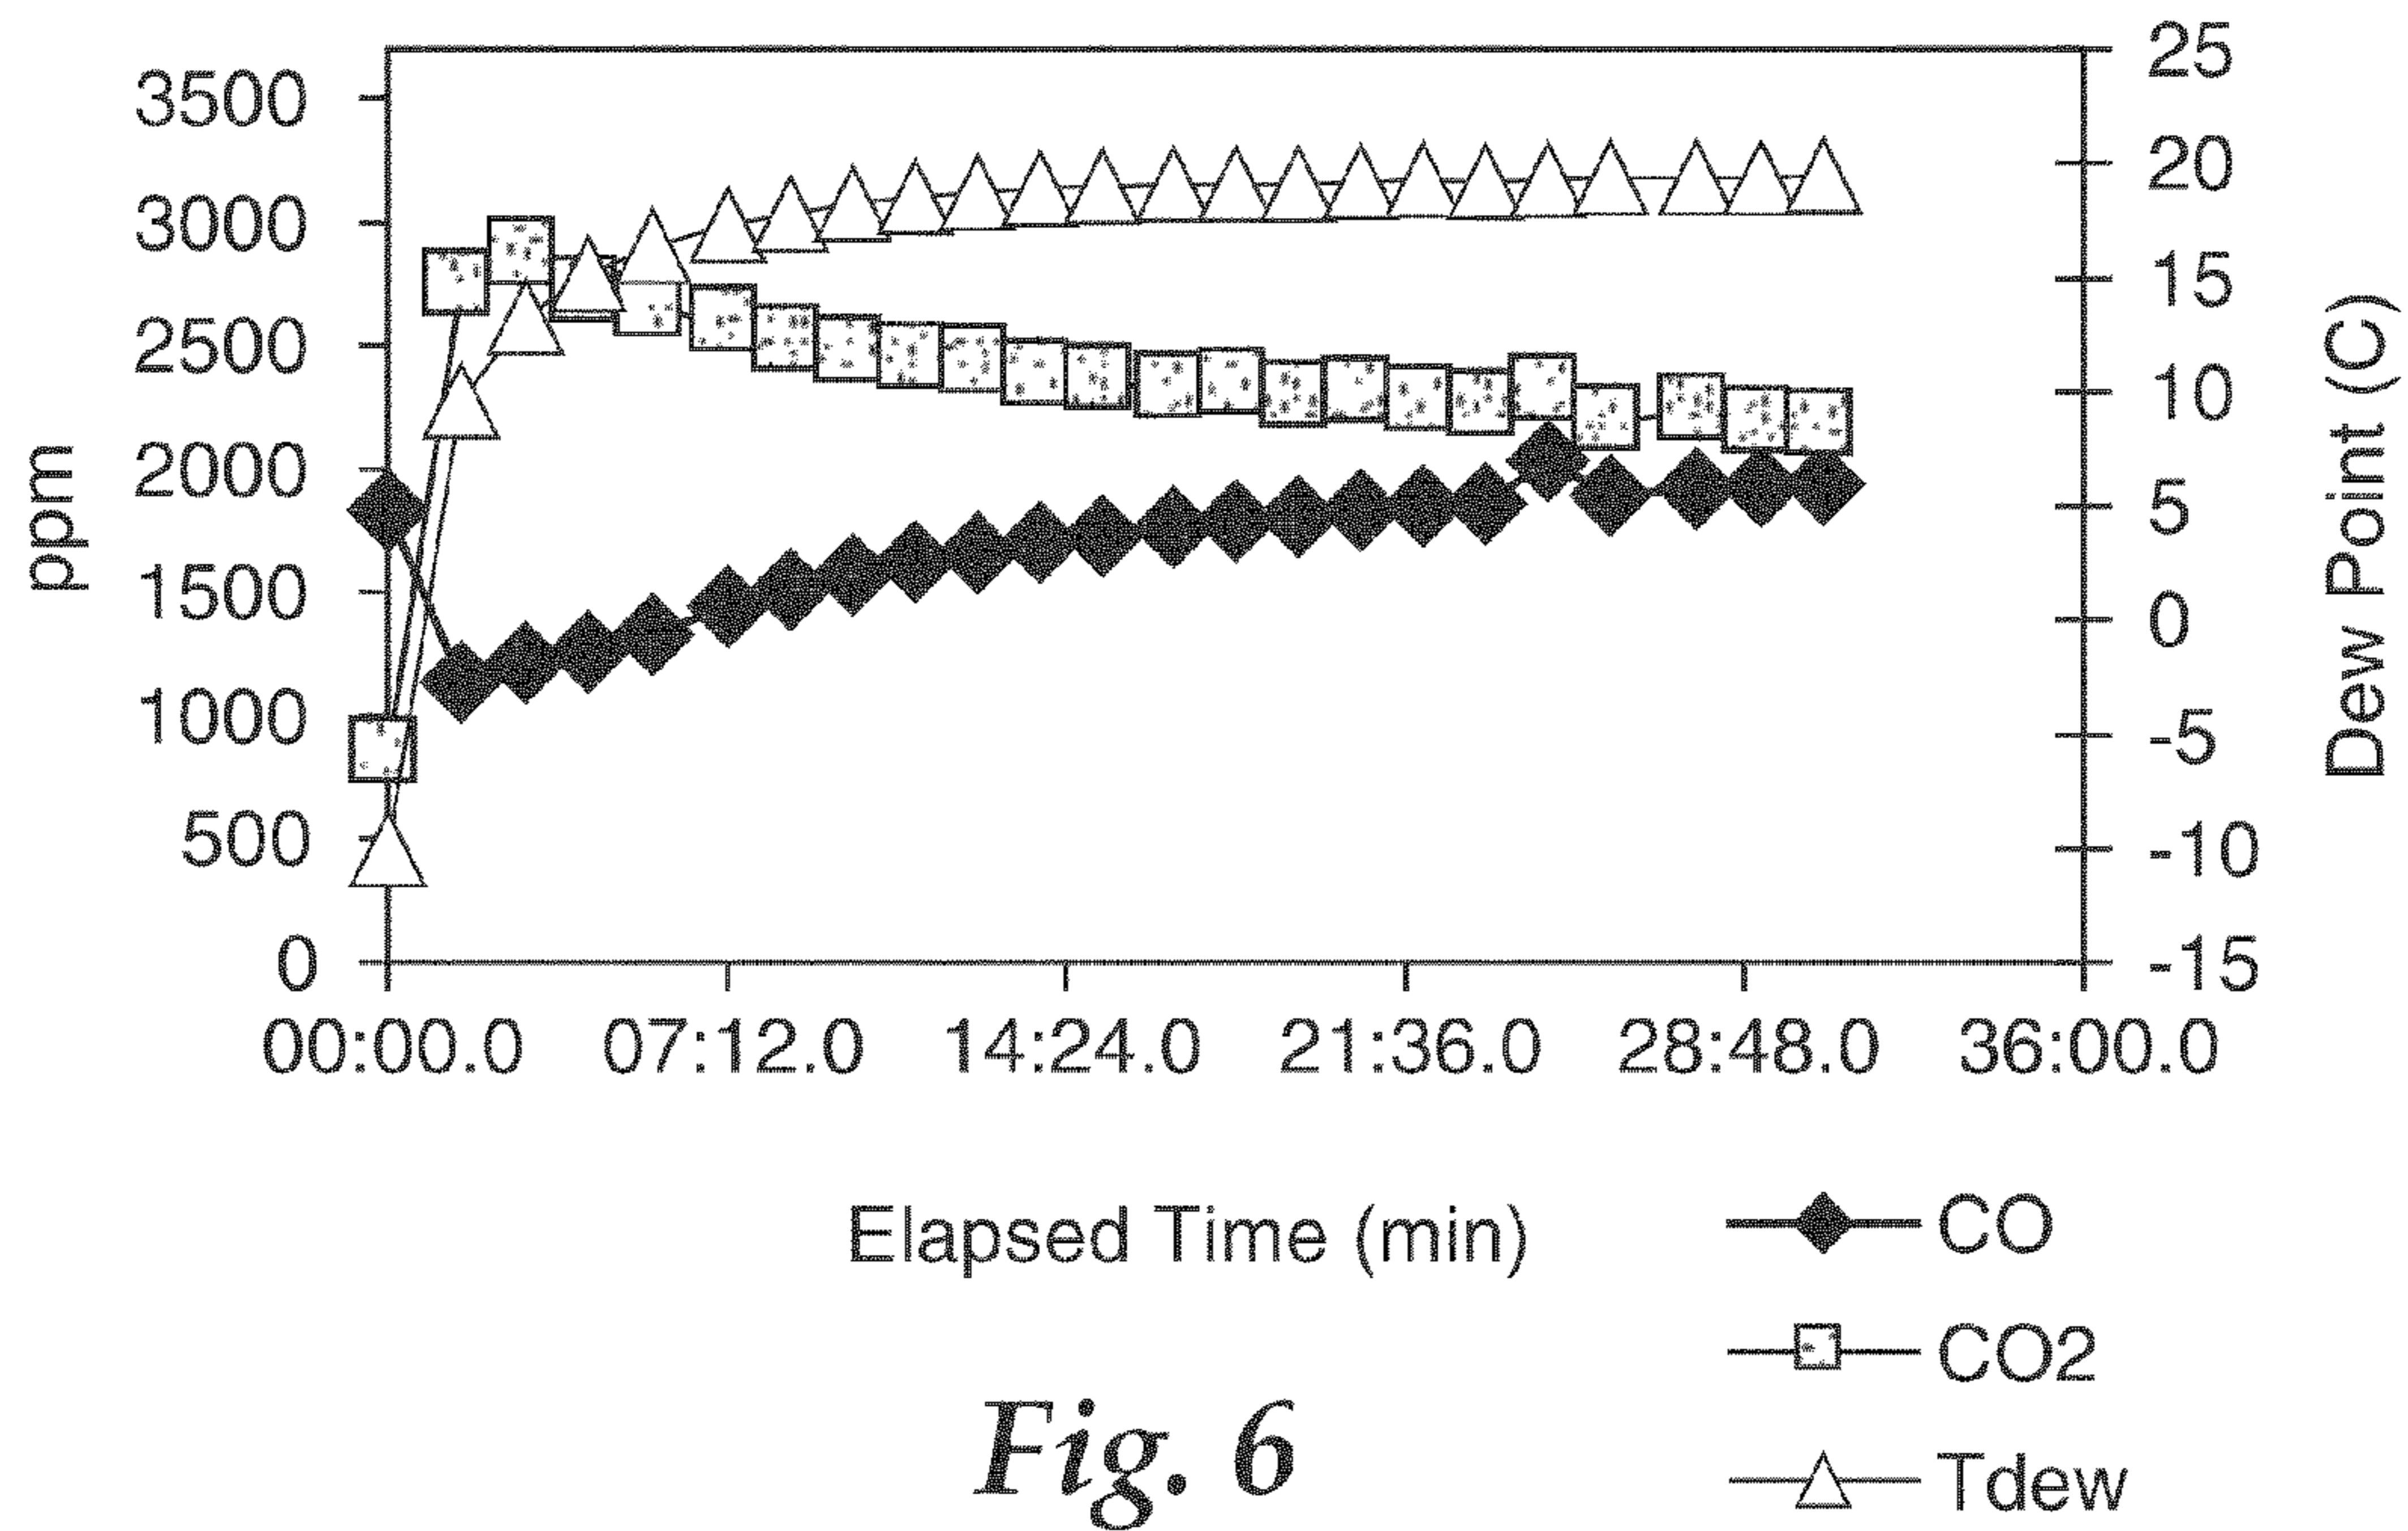 3500
3000
2500
2000
1500
1000
500
0
ppm
25
20
15
10
5
0
-5
-10
-15
Dew Point (C)
00:00.0 07:12.0 14:24.0 21:36.0 28:48.0 36:00.0
Elapsed Time (min)
CO
CO2
Tdew
Fig. 6